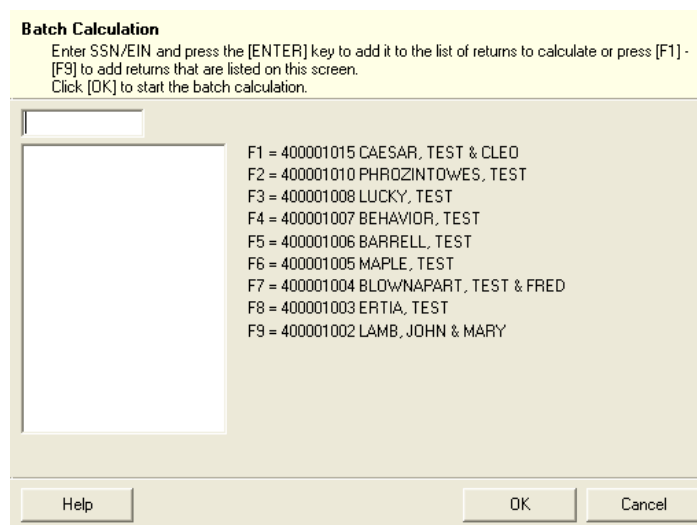 Batch Calculation
Enter SSN/EIN and press the [ENTER] key to add it to the list of returns to calculate or press [F1] -
[F9] to add returns that are listed on this screen.
Click [OK] to start the batch calculation.
F1 = 400001015 CAESAR, TEST & CLEO
F2 = 400001010 PHROZINTOWES, TEST
F3 = 400001008 LUCKY, TEST
F4 = 400001007 BEHAVIOR, TEST
F5 = 400001006 BARRELL, TEST
F6 = 400001005 MAPLE, TEST
F7 = 400001004 BLOWNAPART, TEST & FRED
F8 = 400001003 ERTIA, TEST
F9 = 400001002 LAMB, JOHN & MARY
Help OK Cancel